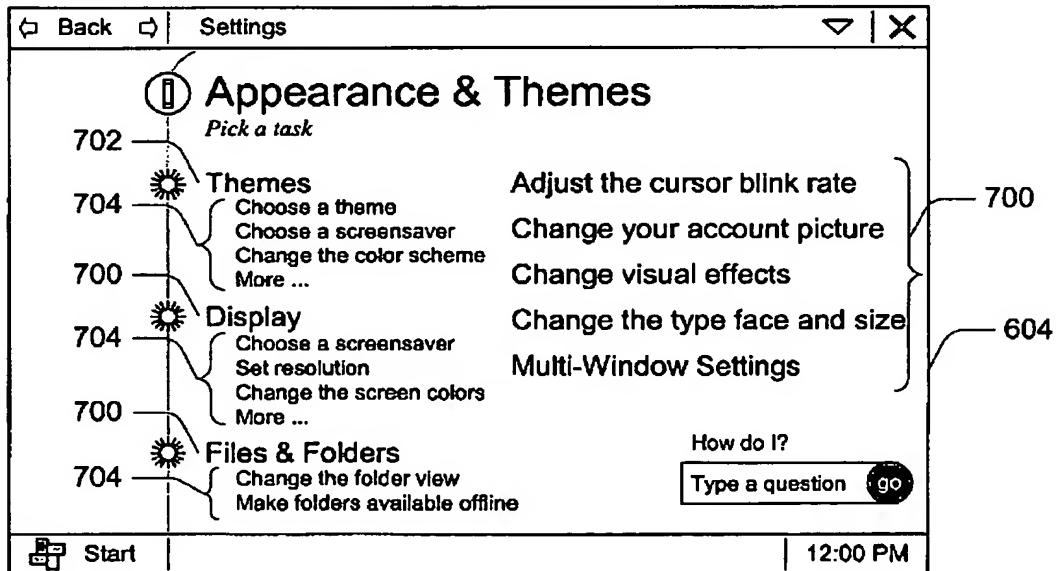 Back Settings
Appearance & Themes
Pick a task
702
Themes
704
Choose a theme
Choose a screensaver
Change the color scheme
More ...
700
Display
704
Choose a screensaver
Set resolution
Change the screen colors
More ...
700
Files & Folders
704
Change the folder view
Make folders available offline
Adjust the cursor blink rate
Change your account picture
Change visual effects
Change the type face and size
Multi-Window Settings
700
604
How do I?
Type a question go
Start 12:00 PM